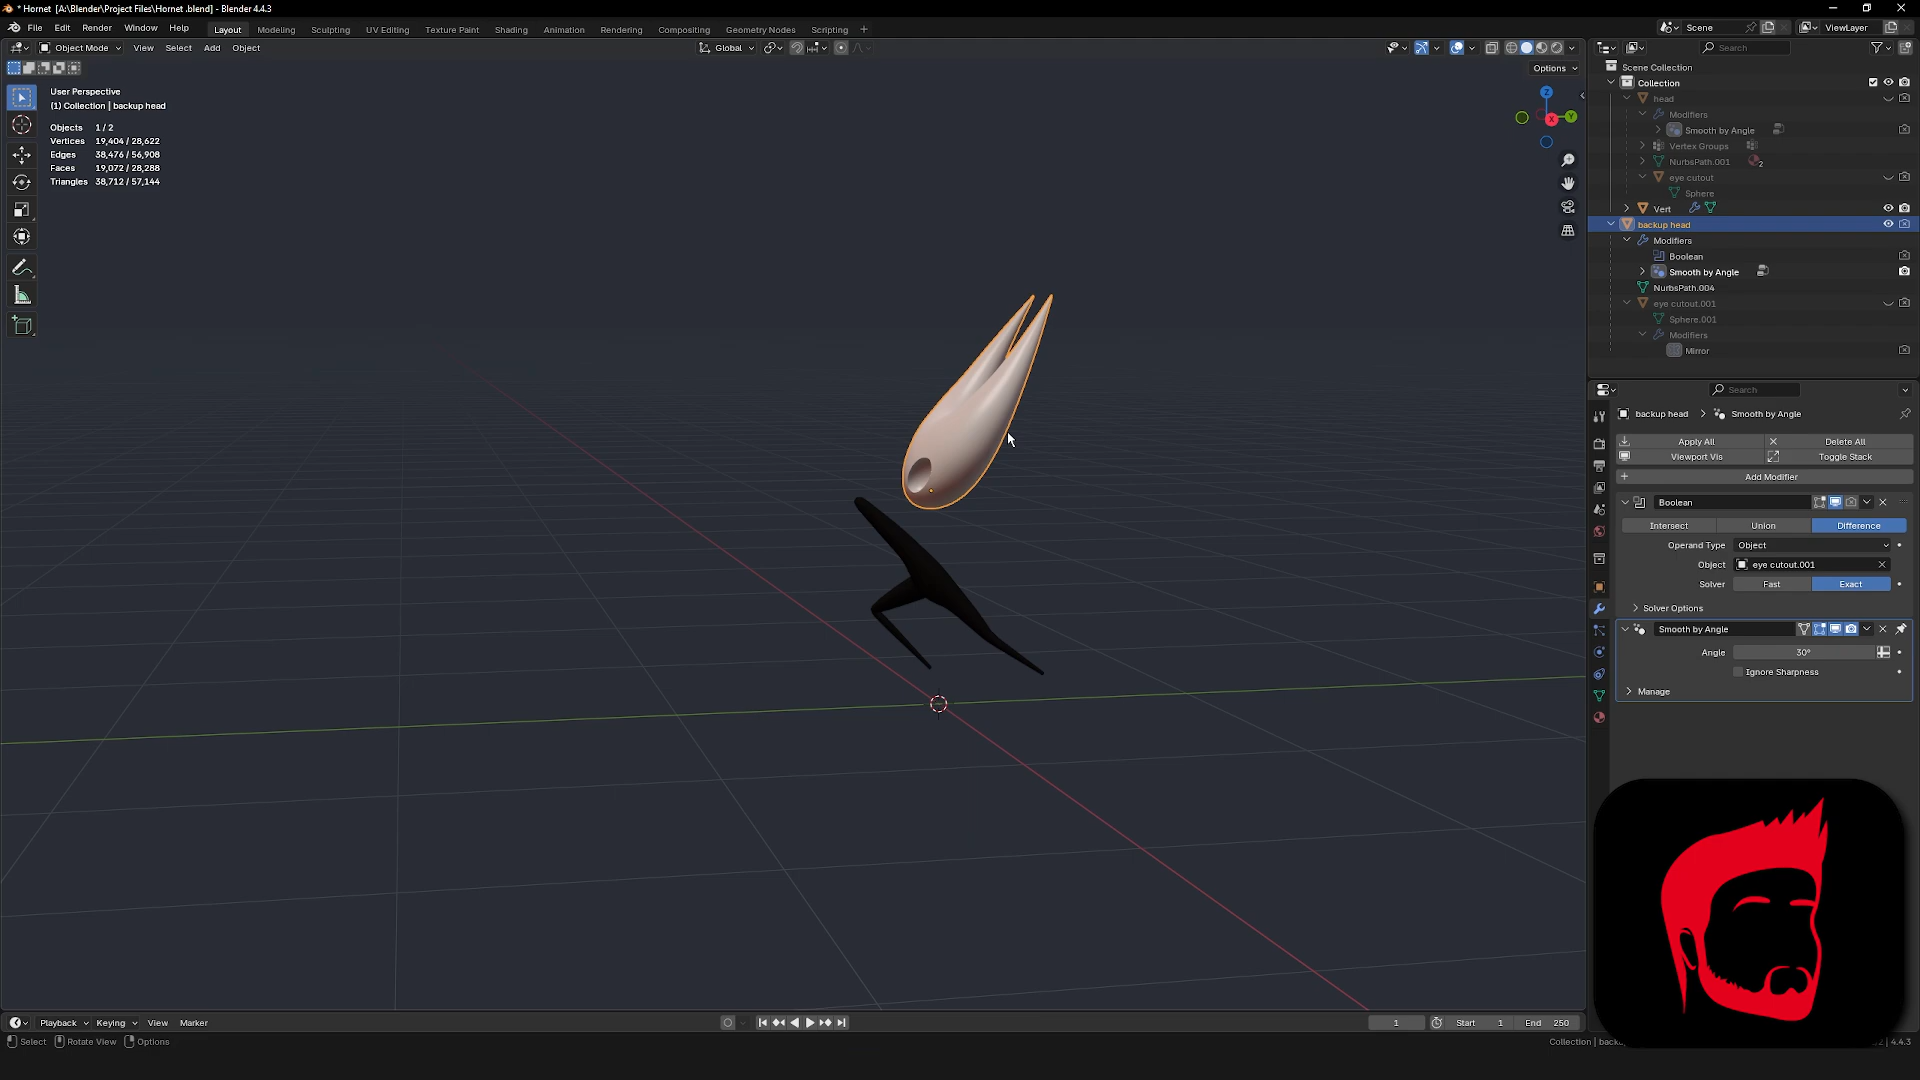 * Hornet  [A:\Blender\Project Files\Hornet .blend] - Blender 4.4.3
File Edit Render Window Help Layout Modeling Sculpting UV Editing Texture Paint Shading Animation Rendering Compositing Geometry Nodes Scripting + Scene ViewLayer
Object Mode View Select Add Object Global Search
Options
User Perspective
(1) Collection | backup head
Objects 1 / 2
Vertices 19,404 / 28,622
Edges 38,476 / 56,908
Faces 19,072 / 28,288
Triangles 38,712 / 57,144
Z
X
Y
Scene Collection
Collection
head
Modifiers
Smooth by Angle
Vertex Groups
NurbsPath.001 2
eye cutout
Sphere
Vert
backup head
Modifiers
Boolean
Smooth by Angle
NurbsPath.004
eye cutout.001
Sphere.001
Modifiers
Mirror
Search
backup head > Smooth by Angle
Apply All Delete All
Viewport Vis Toggle Stack
Add Modifier
Boolean
Intersect Union Difference
Operand Type Object
Object eye cutout.001
Solver Fast Exact
Solver Options
Smooth by Angle
Angle 30°
Ignore Sharpness
Manage
Playback Keying View Marker 1 Start 1 End 250
Select Rotate View Options Collection | 4.4.3